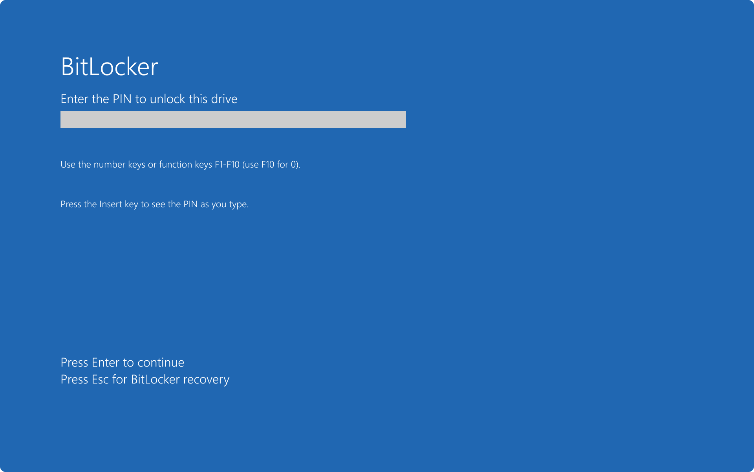 BitLocker
Enter the PIN to unlock this drive
Use the number keys or function keys F1-F10 (use F10 for 0).
Press the Insert key to see the PIN as you type.
Press Enter to continue
Press Esc for BitLocker recovery